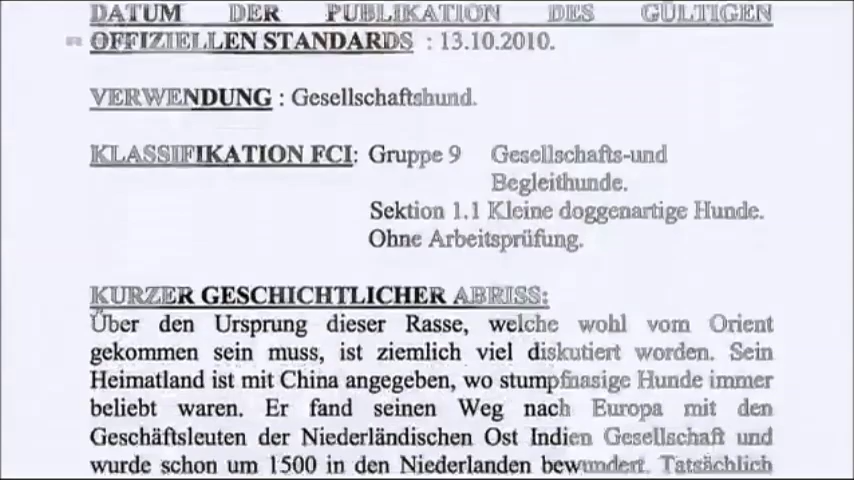 DATUM DER PUBLIKATION DES GÜLTIGEN
OFFIZIELLEN STANDARDS : 13.10.2010.
VERWENDUNG : Gesellschaftshund.
KLASSIFIKATION FCI: Gruppe 9 Gesellschafts-und
Begleithunde.
Sektion 1.1 Kleine doggenartige Hunde.
Ohne Arbeitsprüfung.
KURZER GESCHICHTLICHER ABRISS:
Über den Ursprung dieser Rasse, welche wohl vom Orient
gekommen sein muss, ist ziemlich viel diskutiert worden. Sein
Heimatland ist mit China angegeben, wo stumpfnasige Hunde immer
beliebt waren. Er fand seinen Weg nach Europa mit den
Geschäftsleuten der Niederländischen Ost Indien Gesellschaft und
wurde schon um 1500 in den Niederlanden bewundert. Tatsächlich